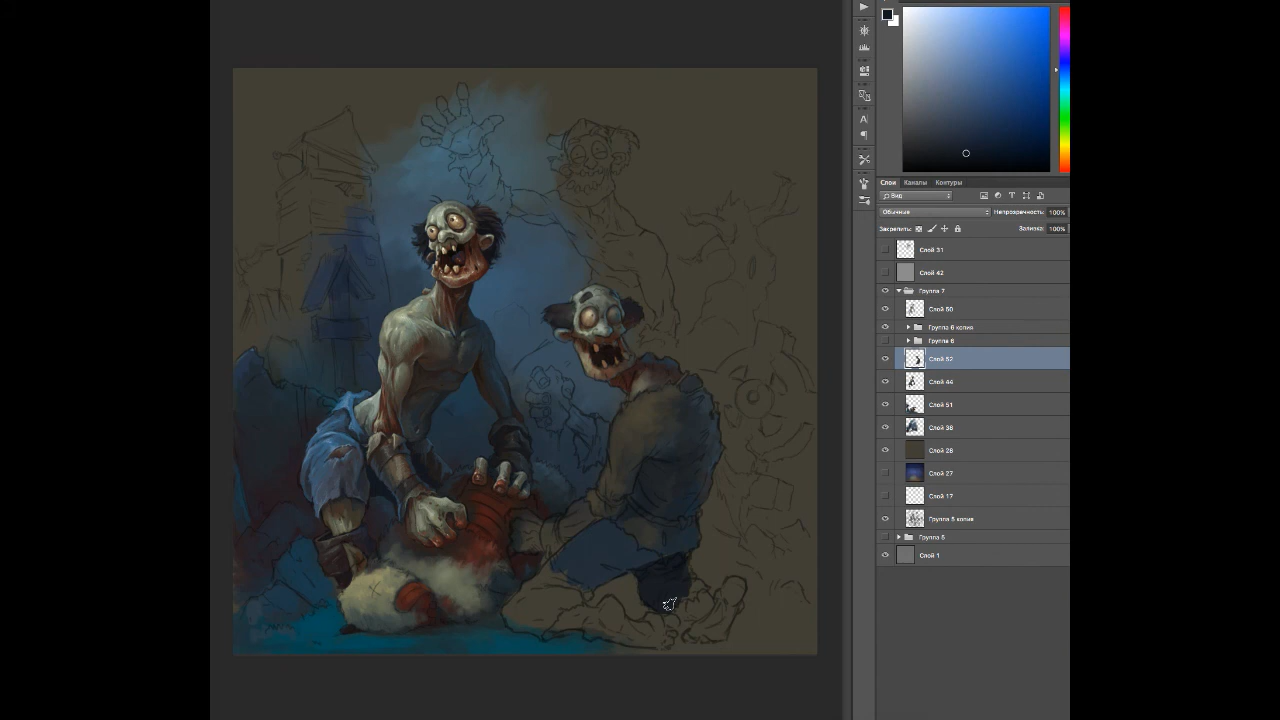 Слои Каналы Контуры
Вид
Обычные Непрозрачность: 100%
Закрепить: Заливка: 100%
Слой 31
Слой 42
Группа 7
Слой 50
Группа 6 копия
Группа 6
Слой 52
Слой 44
Слой 51
Слой 38
Слой 28
Слой 27
Слой 17
Группа 5 копия
Группа 5
Слой 1